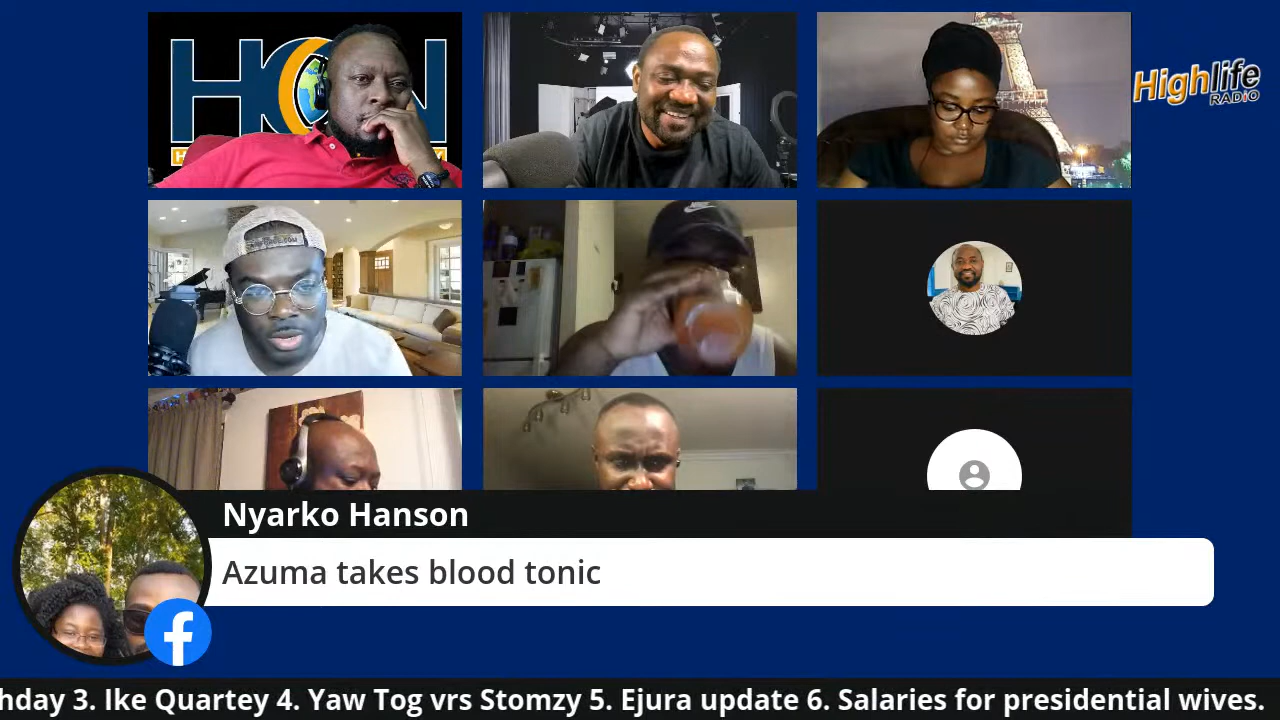 HCN
Highlife
RADIO
Nyarko Hanson
Azuma takes blood tonic
hday 3. Ike Quartey 4. Yaw Tog vrs Stomzy 5. Ejura update 6. Salaries for presidential wives.